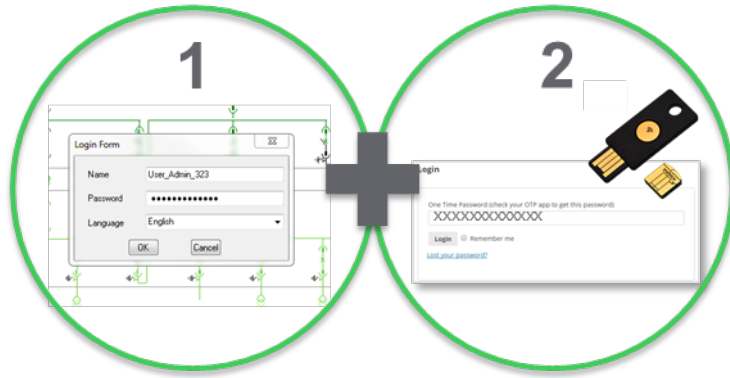 1
Login Form
Name
User_Admin_323
Password
•••••••••••••
Language
English
OK
Cancel
2
Login
One Time Password (check your OTP app to get this password)
XXXXXXXXXXXXXX
Login
Remember me
Lost your password?